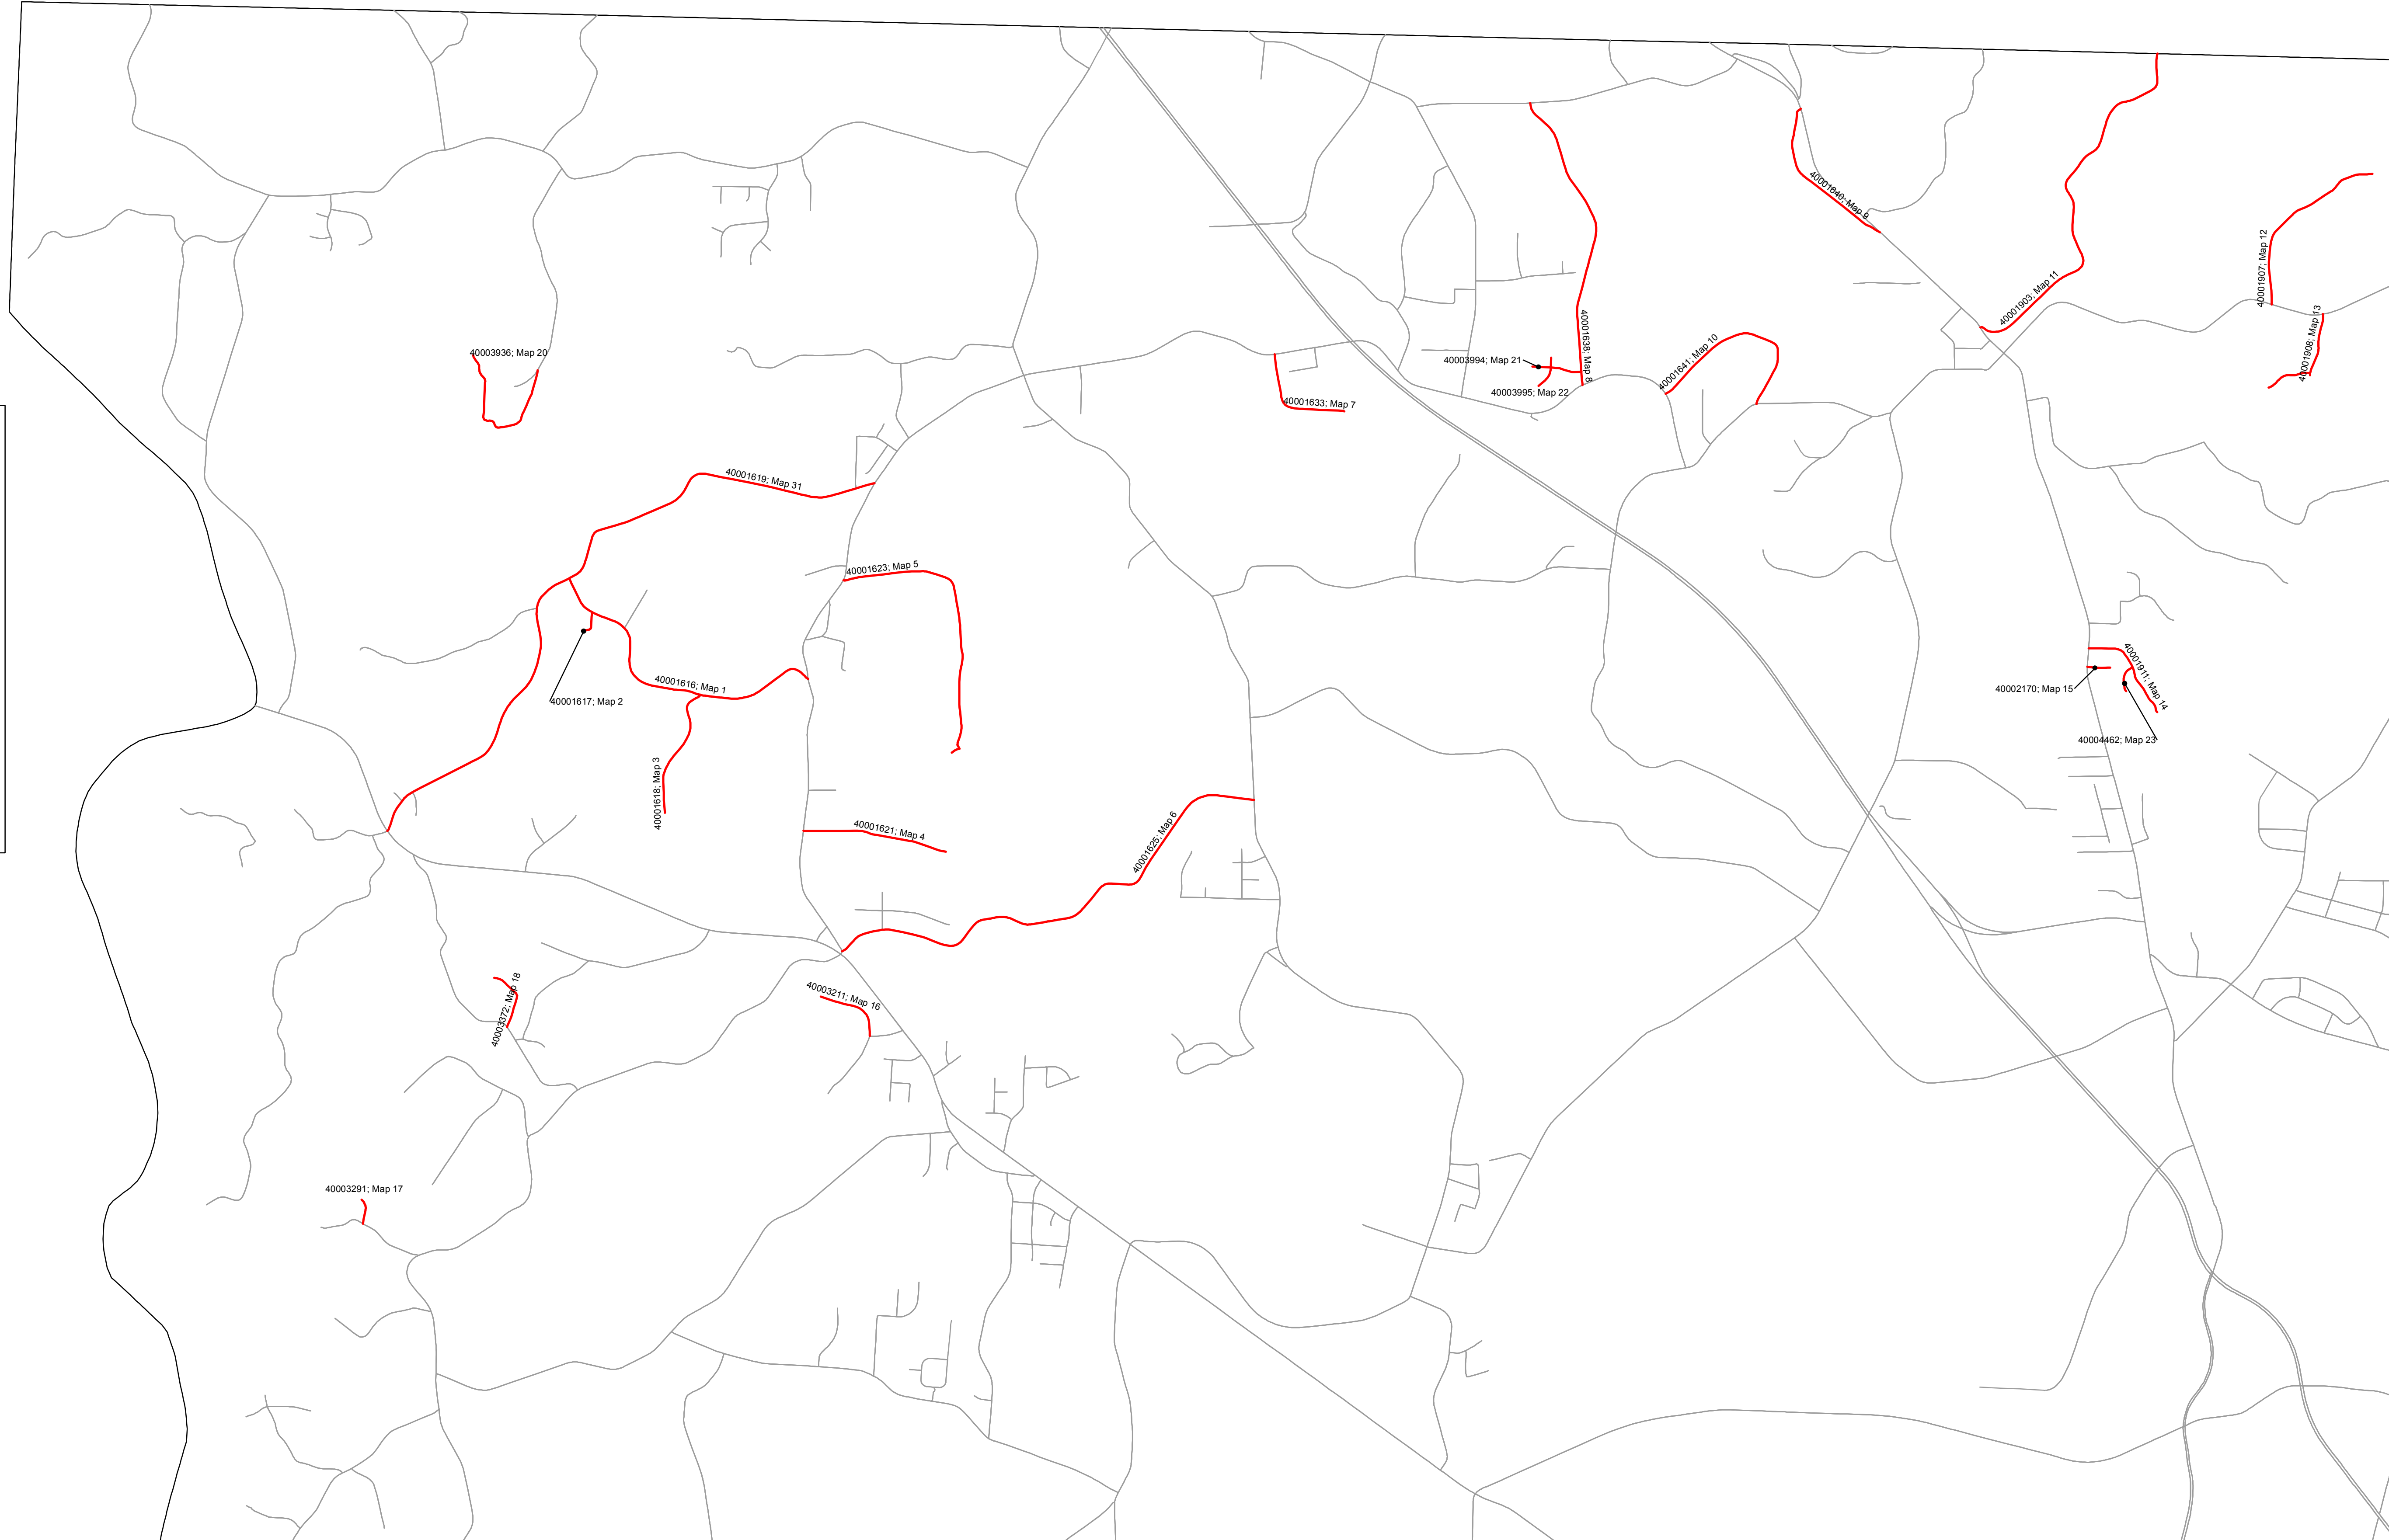 40001640; Map 9
40001907; Map 12
40001903; Map 11
40001908; Map 13
40001638; Map 8
40003936; Map 20
40003994; Map 21
40001641; Map 10
40003995; Map 22
40001633; Map 7
40001619; Map 31
40001623; Map 5
40001911; Map 14
40001616; Map 1
40002170; Map 15
40001617; Map 2
40004462; Map 23
40001618; Map 3
40001621; Map 4
40001625; Map 6
40003372; Map 18
40003211; Map 16
40003291; Map 17